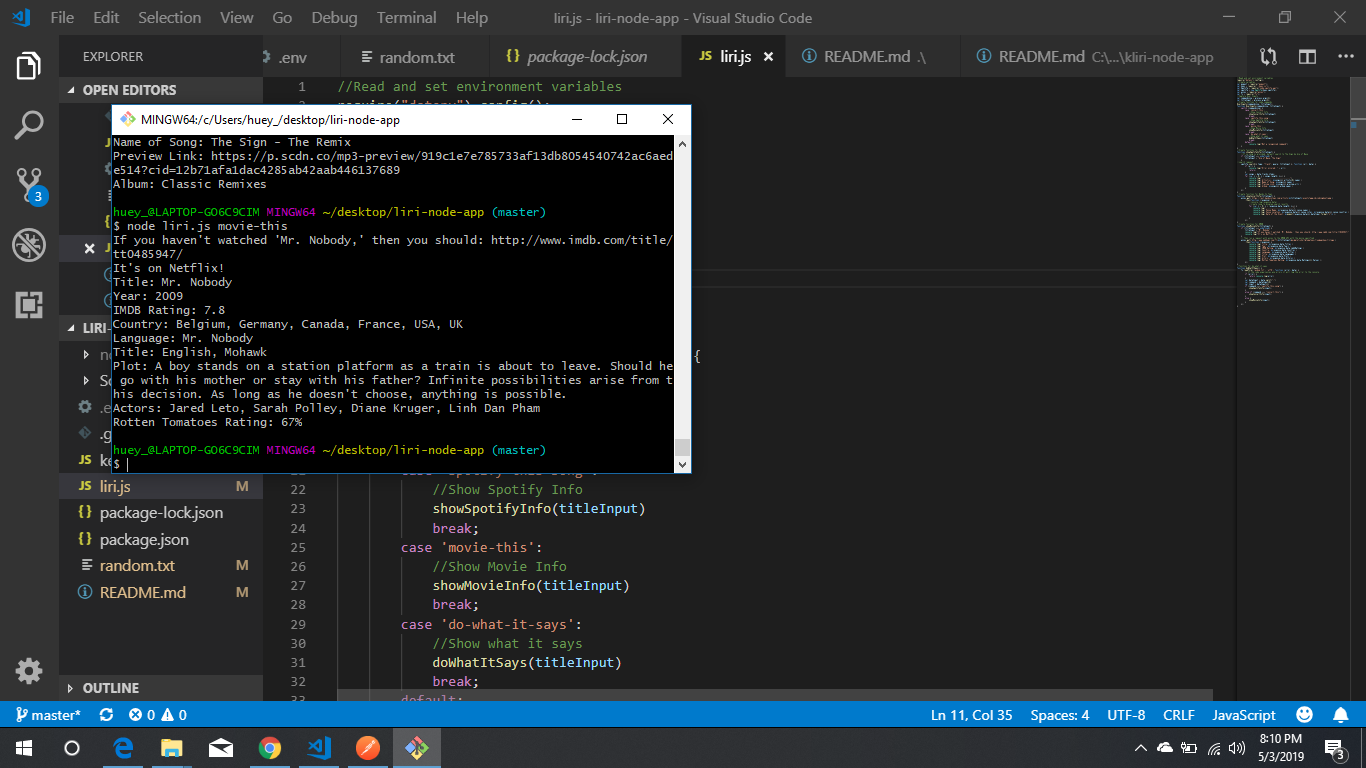 File Edit Selection View Go Debug Terminal Help liri.js - liri-node-app - Visual Studio Code
EXPLORER
.env random.txt package-lock.json JS liri.js README.md .\ README.md C:\...\kliri-node-app
OPEN EDITORS
1 //Read and set environment variables
MINGW64:/c/Users/huey_/desktop/liri-node-app
Name of Song: The Sign - The Remix
Preview Link: https://p.scdn.co/mp3-preview/919c1e7e785733af13db8054540742ac6aed
e514?cid=12b71afa1dac4285ab42aab446137689
Album: Classic Remixes
huey_@LAPTOP-GO6C9CIM MINGW64 ~/desktop/liri-node-app (master)
$ node liri.js movie-this
If you haven't watched 'Mr. Nobody,' then you should: http://www.imdb.com/title/
tt0485947/
It's on Netflix!
Title: Mr. Nobody
Year: 2009
IMDB Rating: 7.8
Country: Belgium, Germany, Canada, France, USA, UK
Language: Mr. Nobody
Title: English, Mohawk
Plot: A boy stands on a station platform as a train is about to leave. Should he
go with his mother or stay with his father? Infinite possibilities arise from t
his decision. As long as he doesn't choose, anything is possible.
Actors: Jared Leto, Sarah Polley, Diane Kruger, Linh Dan Pham
Rotten Tomatoes Rating: 67%
huey_@LAPTOP-GO6C9CIM MINGW64 ~/desktop/liri-node-app (master)
$
{
3
LIRI-
JS liri.js M
{} package-lock.json
{} package.json
random.txt M
README.md M
OUTLINE
22 //Show Spotify Info
23 showSpotifyInfo(titleInput)
24 break;
25 case 'movie-this':
26 //Show Movie Info
27 showMovieInfo(titleInput)
28 break;
29 case 'do-what-it-says':
30 //Show what it says
31 doWhatItSays(titleInput)
32 break;
33 default:
master* 0 0 Ln 11, Col 35 Spaces: 4 UTF-8 CRLF JavaScript
8:10 PM
5/3/2019
3